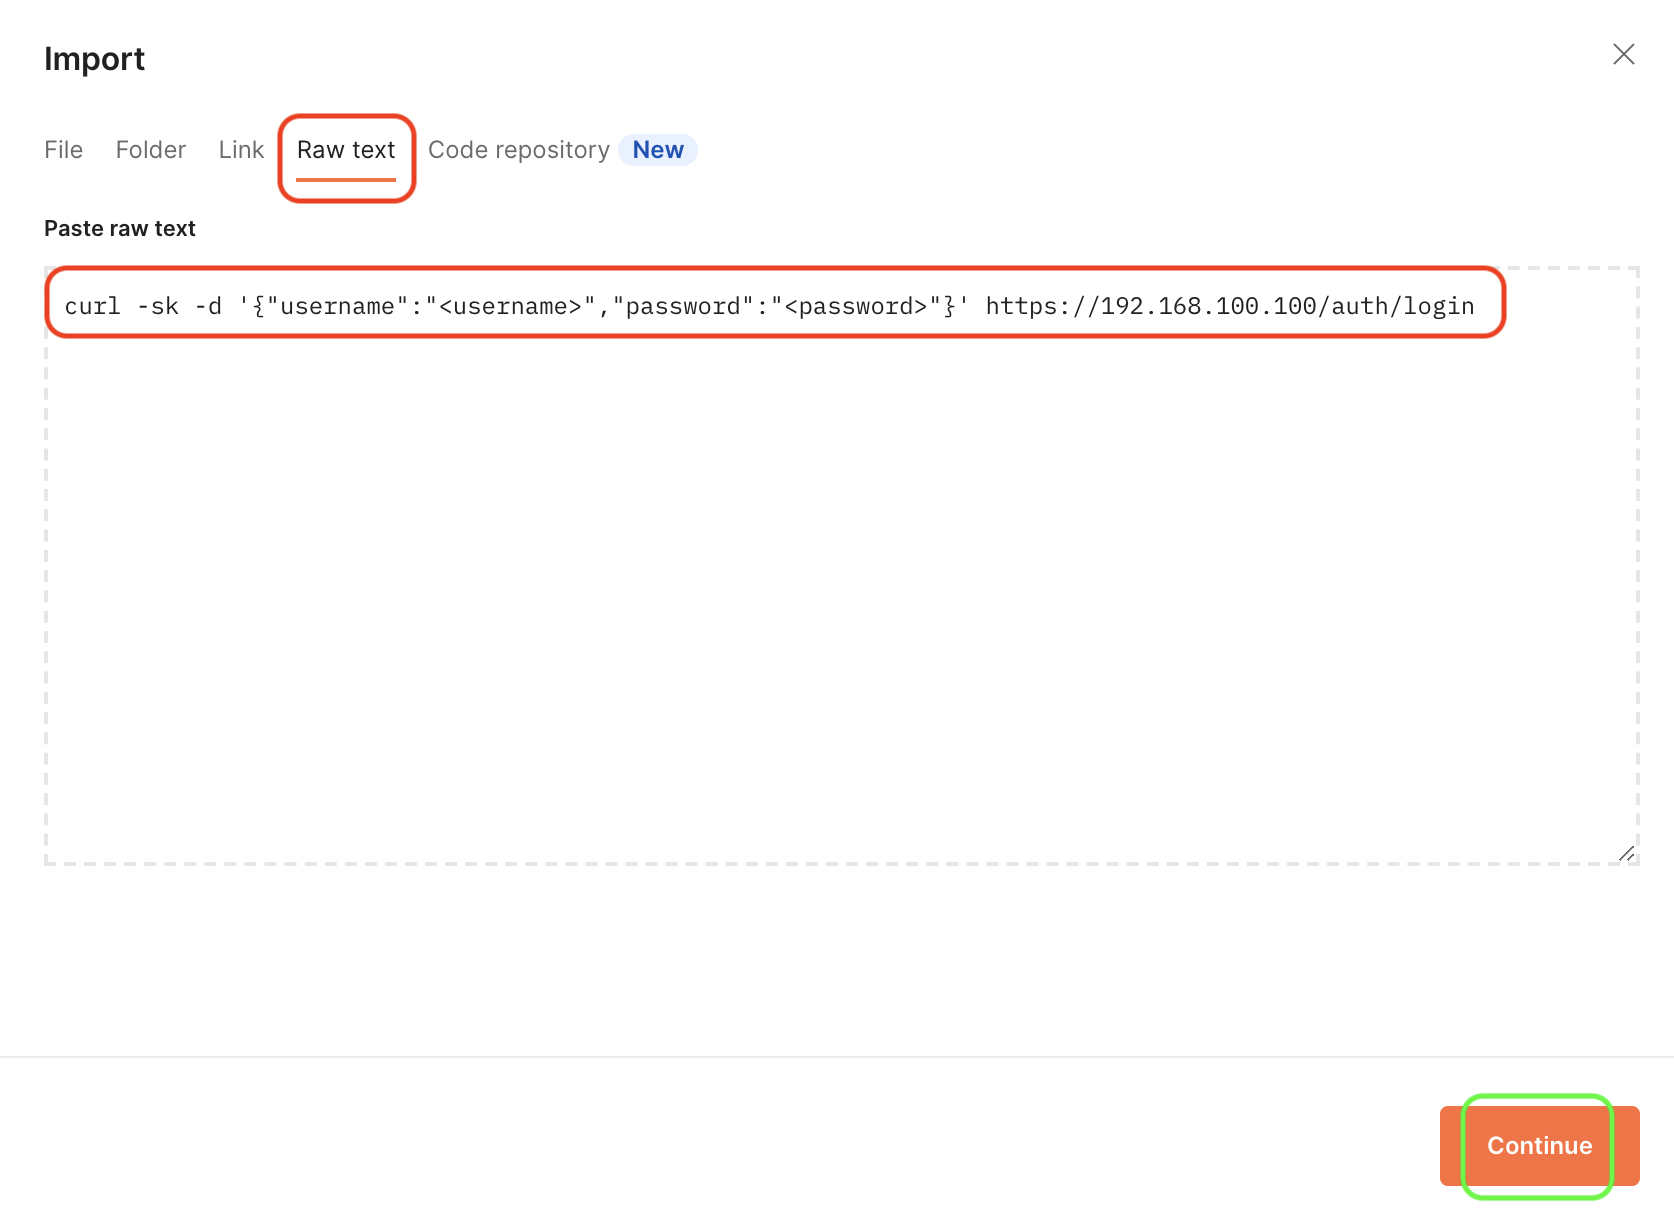 Import
File Folder Link Raw text Code repository New
Paste raw text
curl -sk -d '{"username":"<username>","password":"<password>"}' https://192.168.100.100/auth/login
Continue